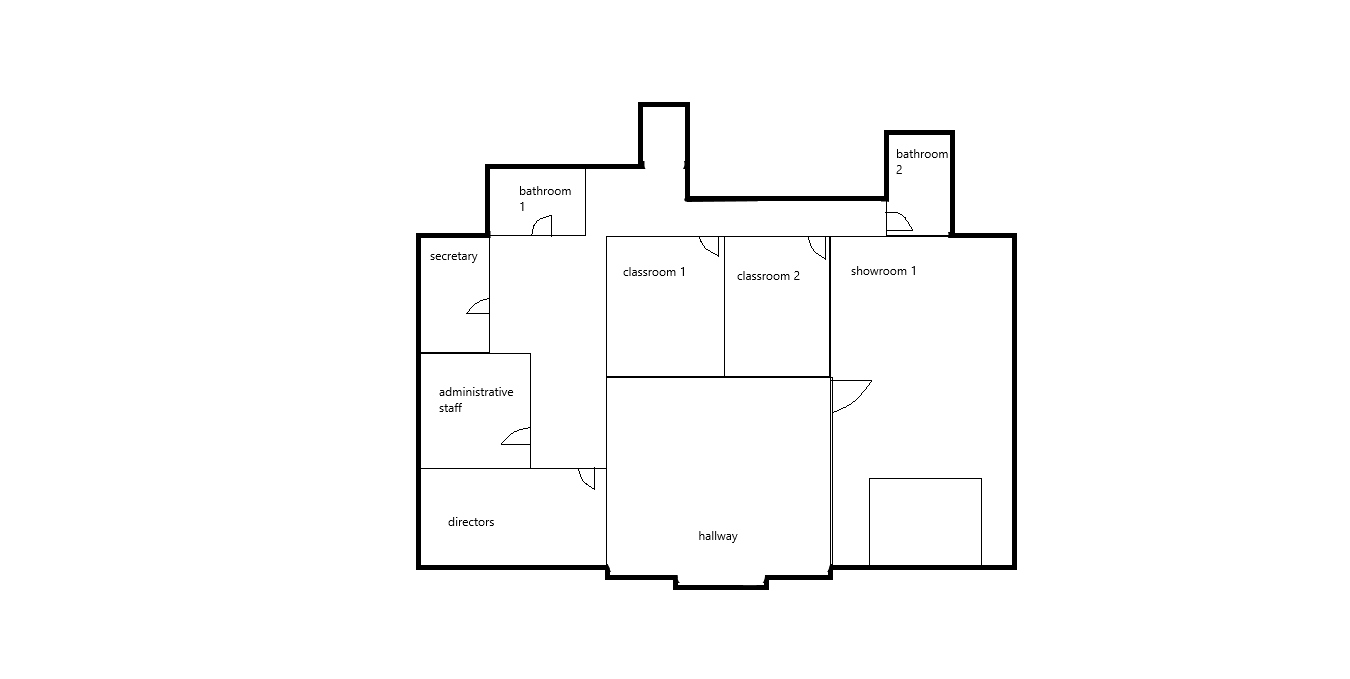 bathroom
2
bathroom
1
secretary
classroom 1
classroom 2
showroom 1
administrative
staff
directors
hallway